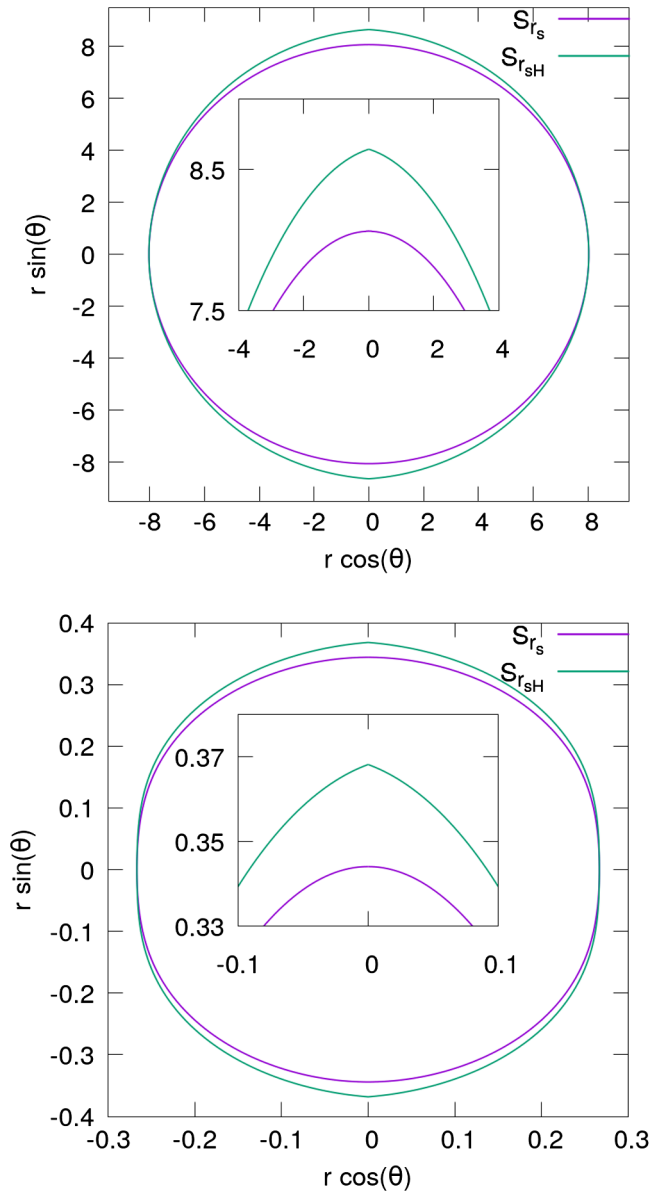 S_{r_s}
S_{r_{sH}}
8
6
4
2
0
-2
-4
-6
-8
r sin(θ)
8.5
7.5
-4 -2 0 2 4
-8 -6 -4 -2 0 2 4 6 8
r cos(θ)
S_{r_s}
S_{r_{sH}}
0.4
0.3
0.2
0.1
0
-0.1
-0.2
-0.3
-0.4
r sin(θ)
0.37
0.35
0.33
-0.1 0 0.1
-0.3 -0.2 -0.1 0 0.1 0.2 0.3
r cos(θ)